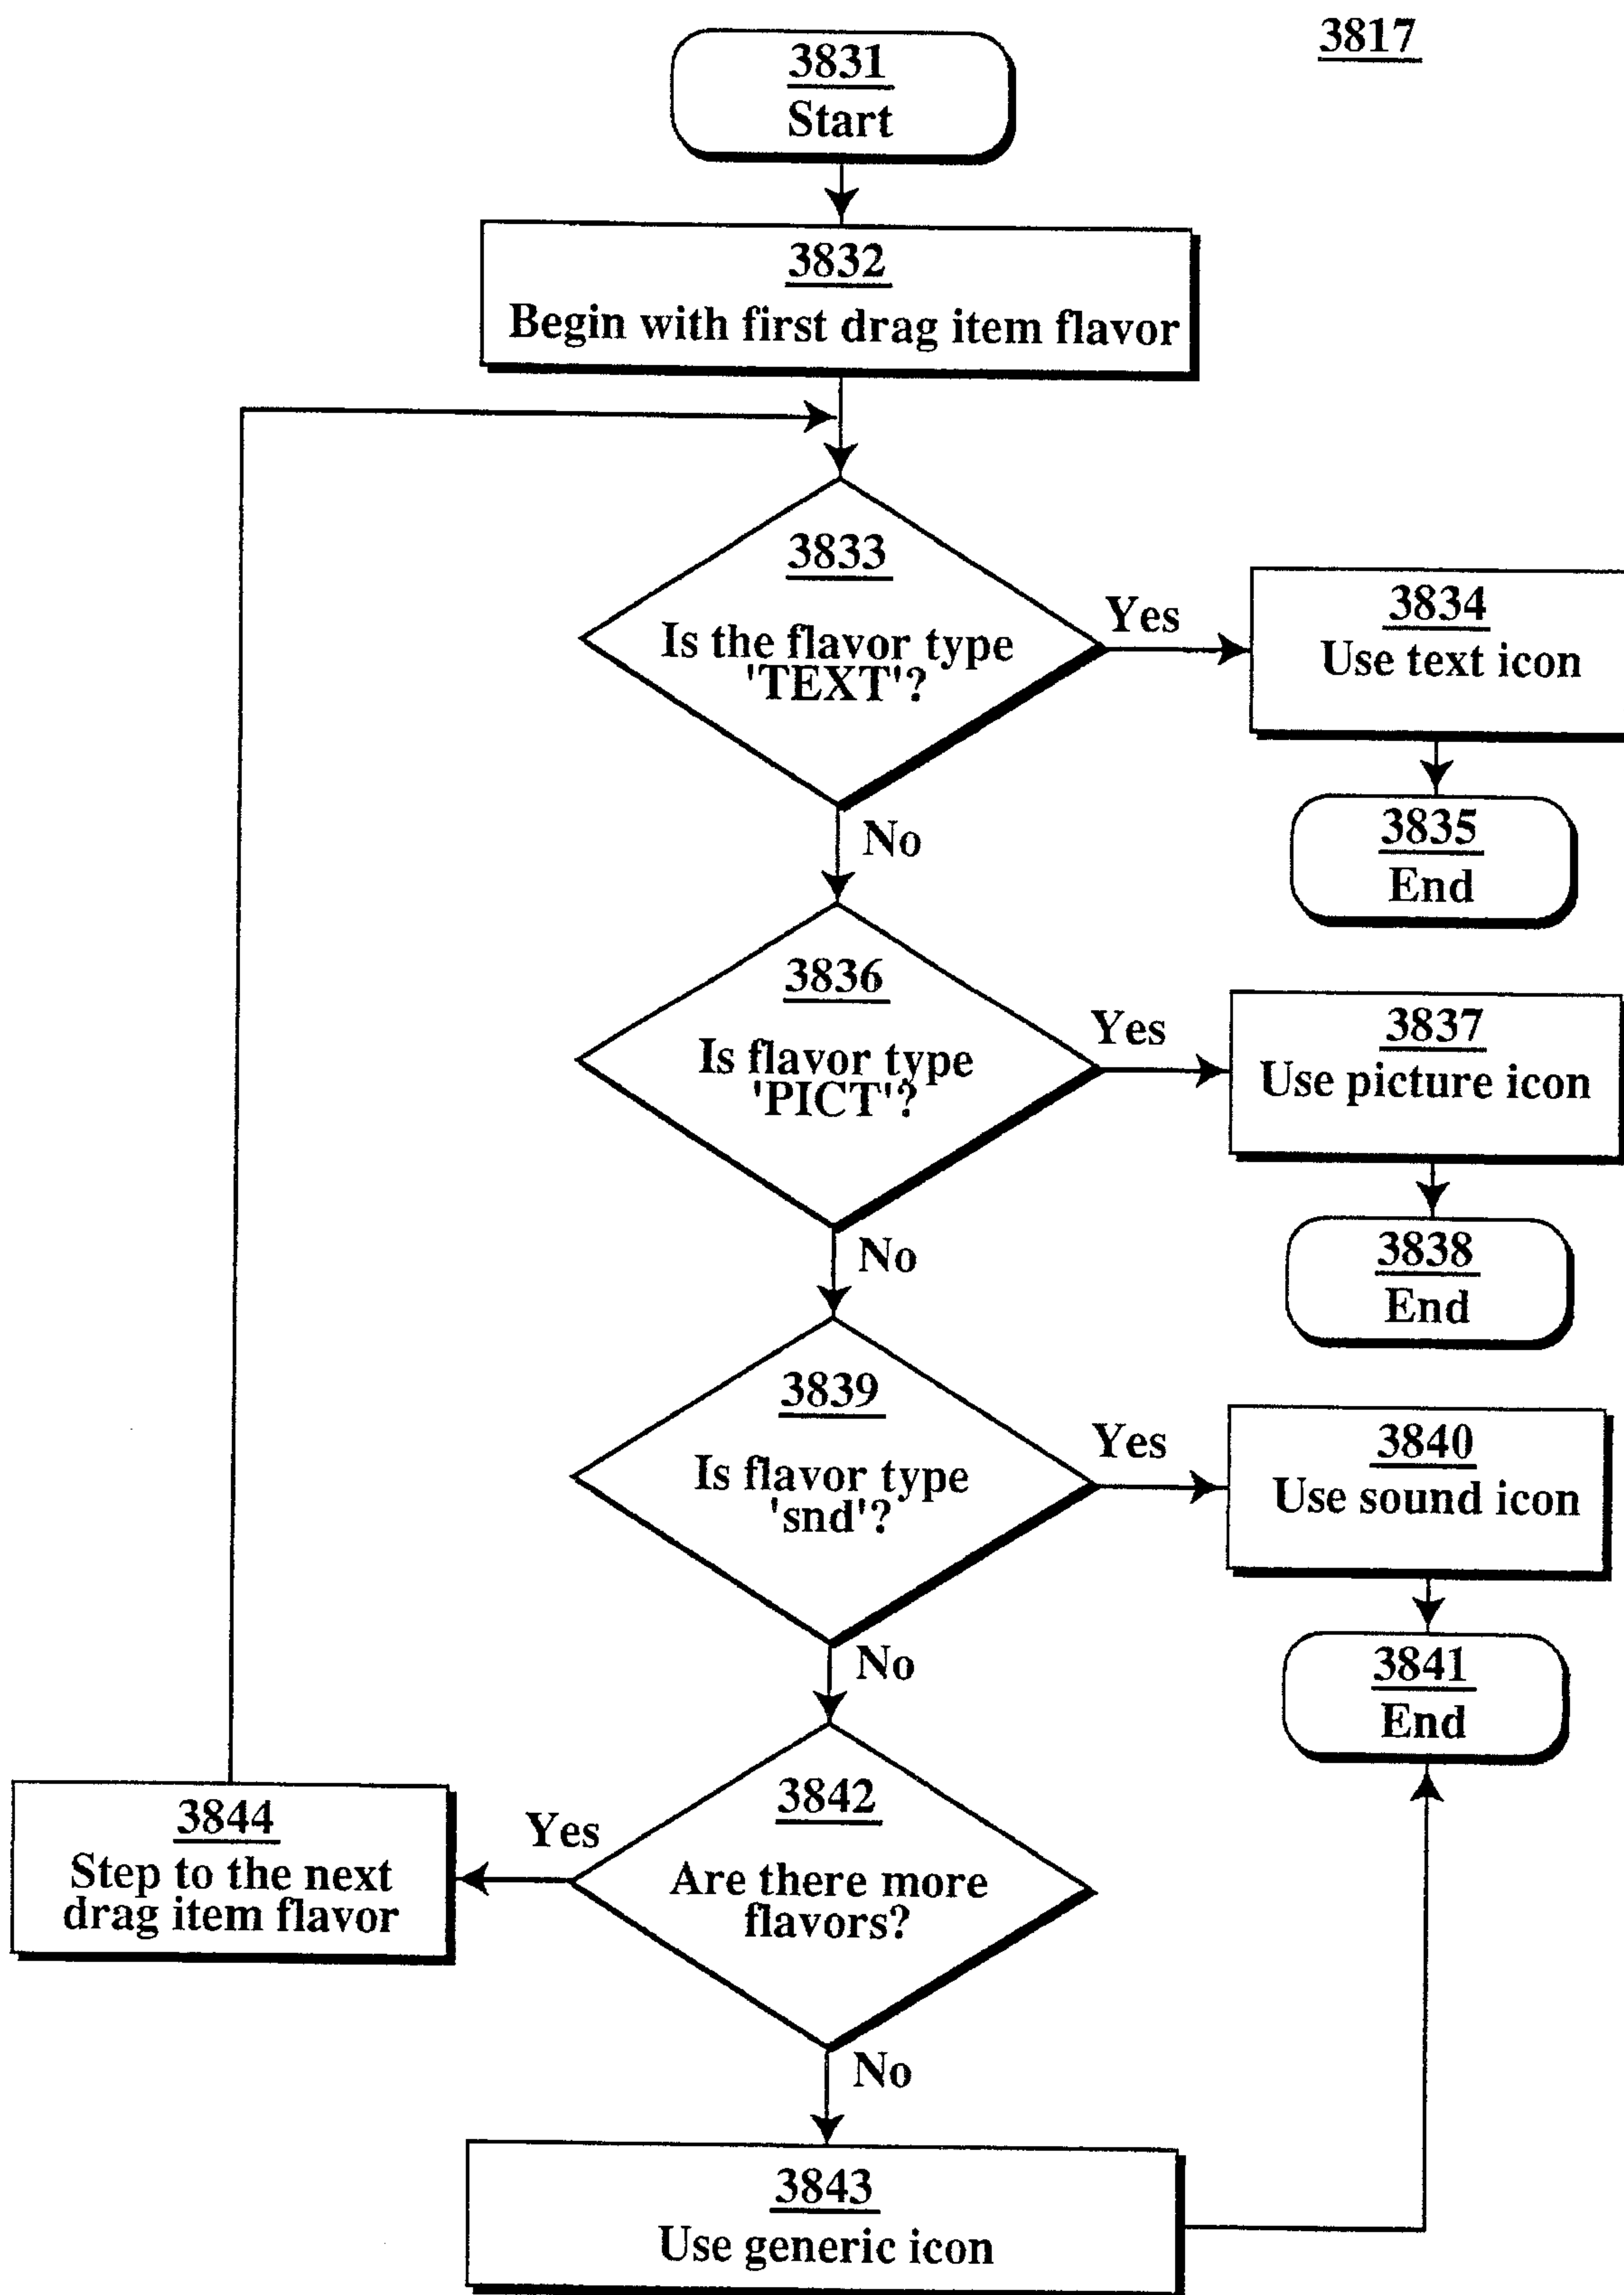 3817
3831
Start
3832
Begin with first drag item flavor
3833
Is the flavor type
'TEXT'?
Yes
3834
Use text icon
3835
End
No
3836
Is flavor type
'PICT'?
Yes
3837
Use picture icon
3838
End
No
3839
Is flavor type
'snd'?
Yes
3840
Use sound icon
3841
End
No
3842
Are there more
flavors?
Yes
3844
Step to the next
drag item flavor
No
3843
Use generic icon